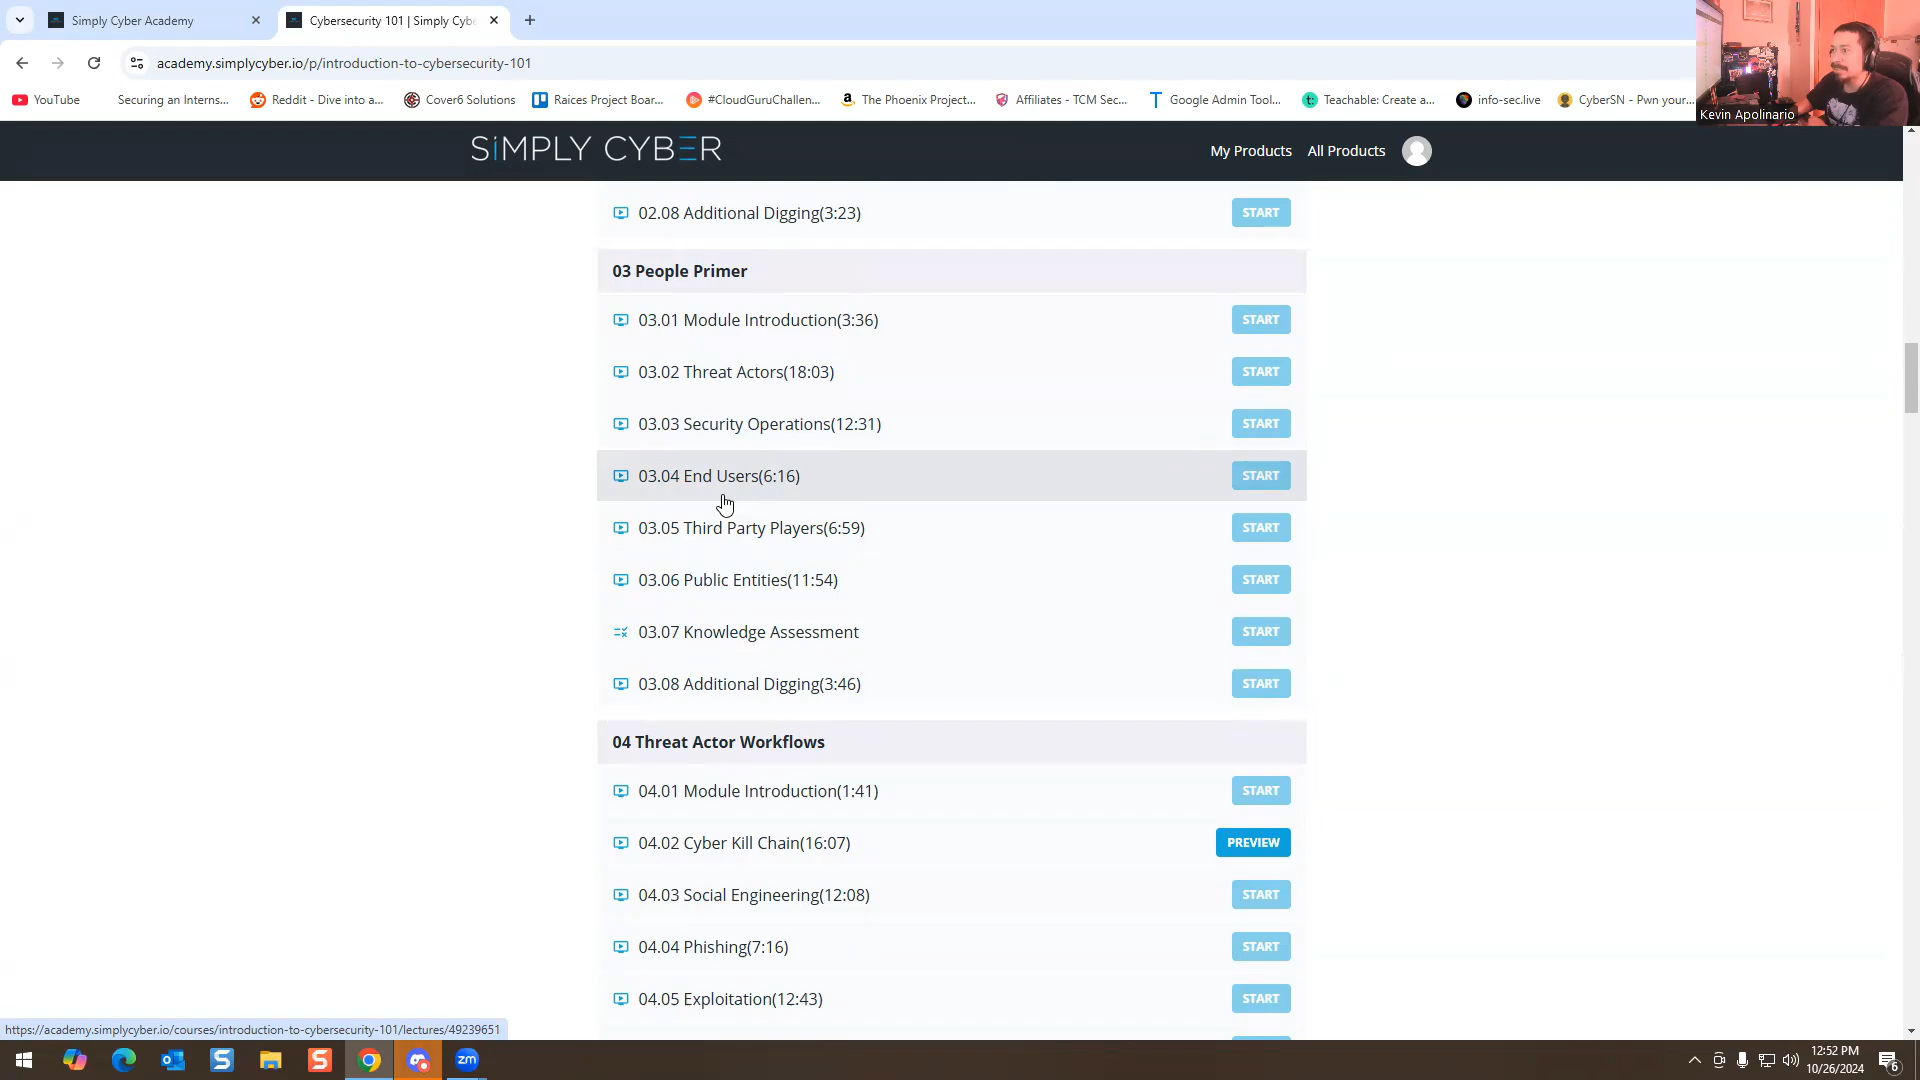 Simply Cyber Academy
Cybersecurity 101 | Simply Cybe
academy.simplycyber.io/p/introduction-to-cybersecurity-101
YouTube
Securing an Interns...
Reddit - Dive into a...
Cover6 Solutions
Raices Project Boar...
#CloudGuruChallen...
The Phoenix Project...
Affiliates - TCM Sec...
Google Admin Tool...
Teachable: Create a...
info-sec.live
CyberSN - Pwn your...
Kevin Apolinario
SiMPLY CYBER
My Products
All Products
02.08 Additional Digging(3:23)
START
03 People Primer
03.01 Module Introduction(3:36)
START
03.02 Threat Actors(18:03)
START
03.03 Security Operations(12:31)
START
03.04 End Users(6:16)
START
03.05 Third Party Players(6:59)
START
03.06 Public Entities(11:54)
START
03.07 Knowledge Assessment
START
03.08 Additional Digging(3:46)
START
04 Threat Actor Workflows
04.01 Module Introduction(1:41)
START
04.02 Cyber Kill Chain(16:07)
PREVIEW
04.03 Social Engineering(12:08)
START
04.04 Phishing(7:16)
START
04.05 Exploitation(12:43)
START
https://academy.simplycyber.io/courses/introduction-to-cybersecurity-101/lectures/49239651
S
S
zm
12:52 PM
10/26/2024
6